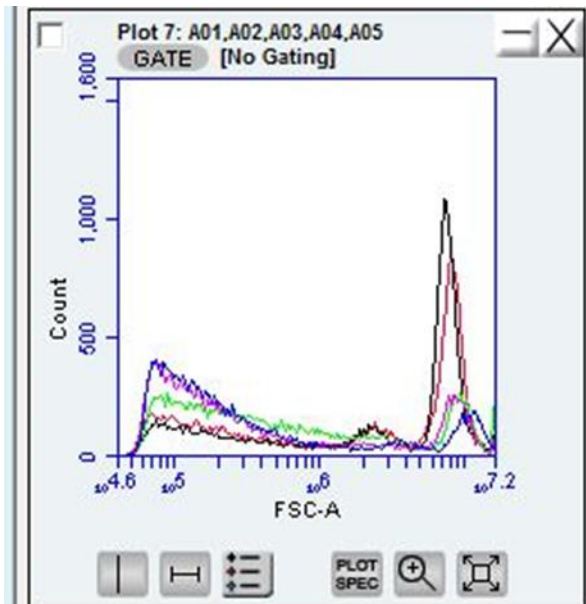 Plot 7: A01,A02,A03,A04,A05
GATE [No Gating]
1,600
1,000
500
0
Count
10^4.6 10^5 10^6 10^7.2
FSC-A
PLOT
SPEC